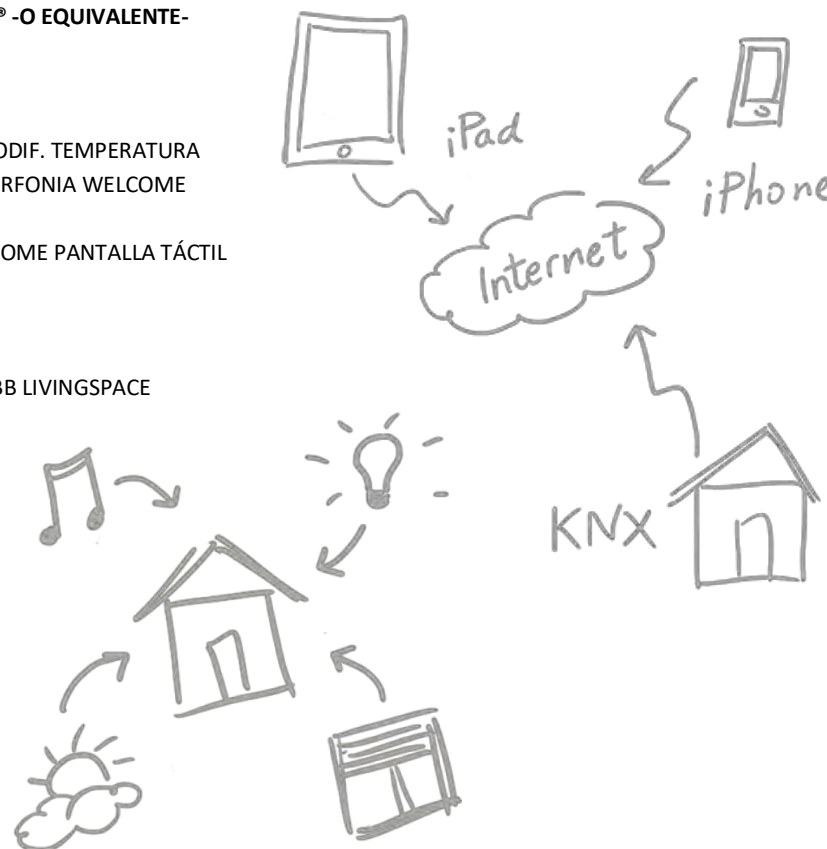 ® -O EQUIVALENTE-
iPad
ODIF. TEMPERATURA
RFONIA WELCOME
iPhone
OME PANTALLA TÁCTIL
Internet
BB LIVINGSPACE
KNX